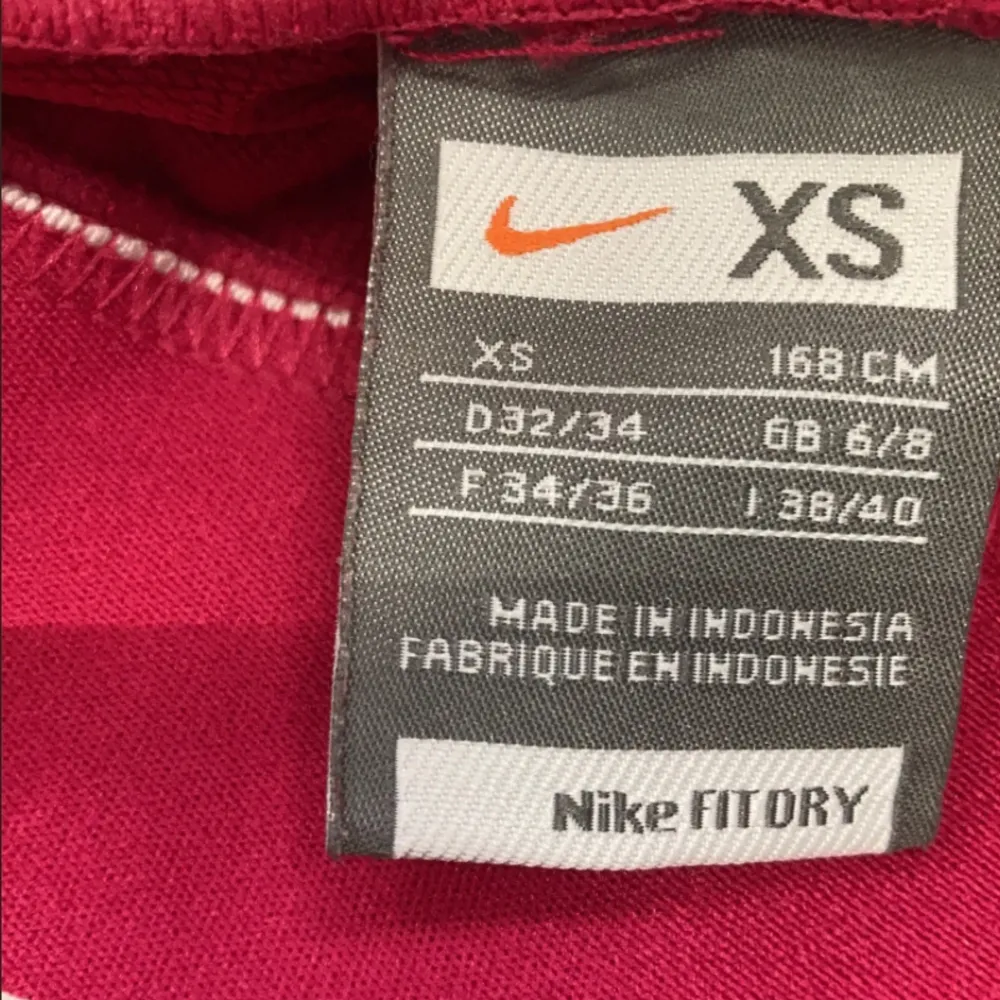 XS
XS 168 CM
D32/34 GB 6/8
F 34/36 I 38/40
MADE IN INDONESIA
FABRIQUE EN INDONESIE
Nike FIT DRY